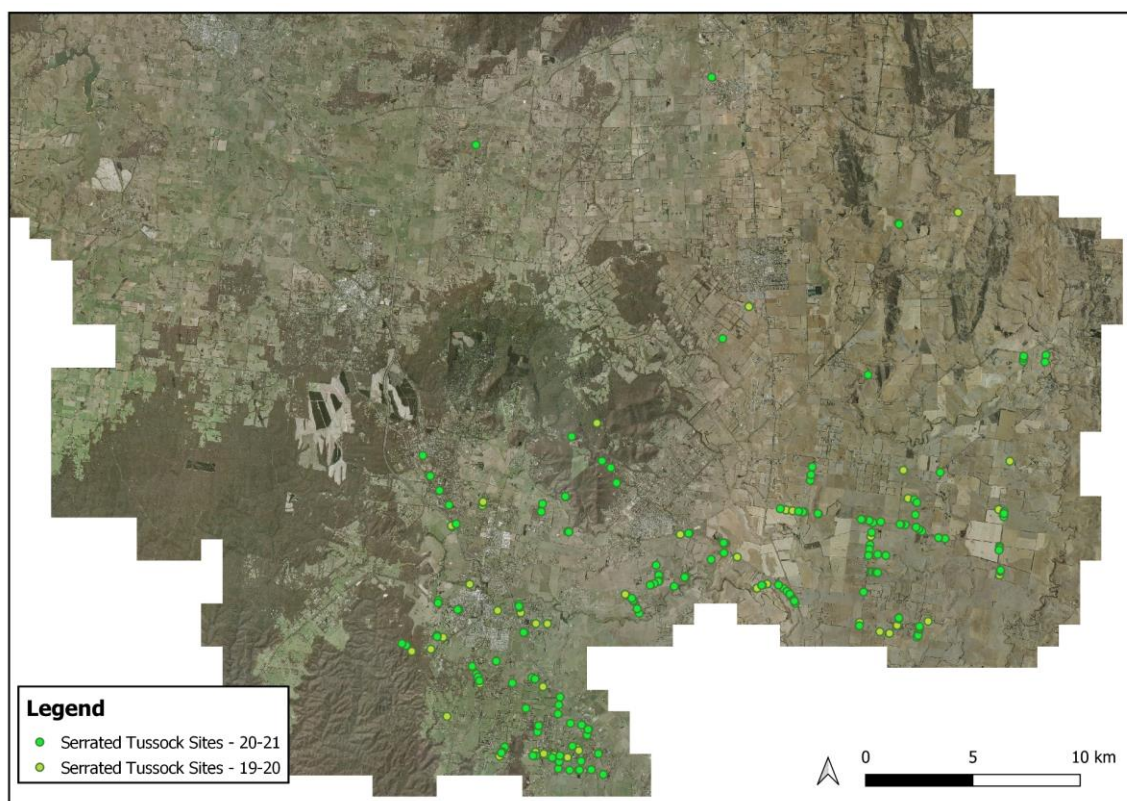 Legend
Serrated Tussock Sites - 20-21
Serrated Tussock Sites - 19-20
0 5 10 km